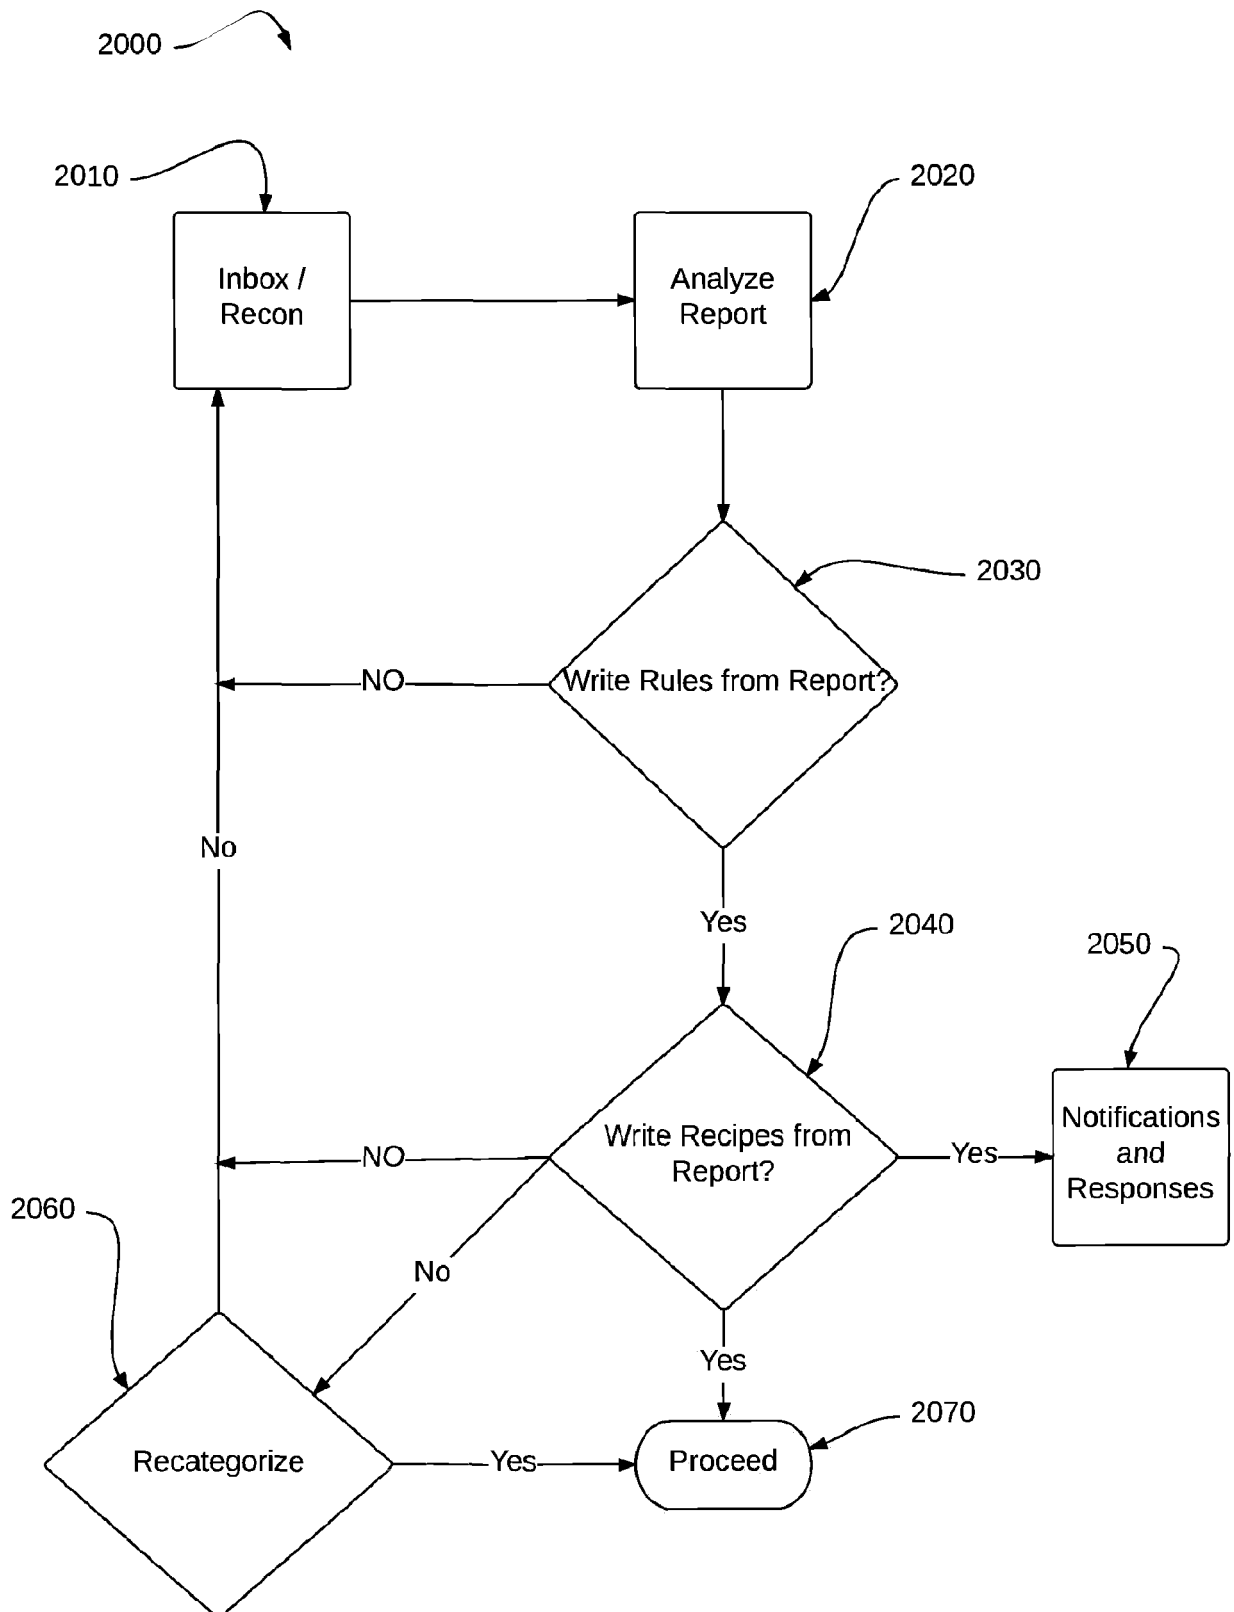 2000
2010
2020
Inbox /
Recon
Analyze
Report
2030
NO
Write Rules from Report?
No
Yes
2040
2050
Notifications
and
Responses
Write Recipes from
Report?
Yes
NO
2060
No
Yes
2070
Recategorize
Yes
Proceed